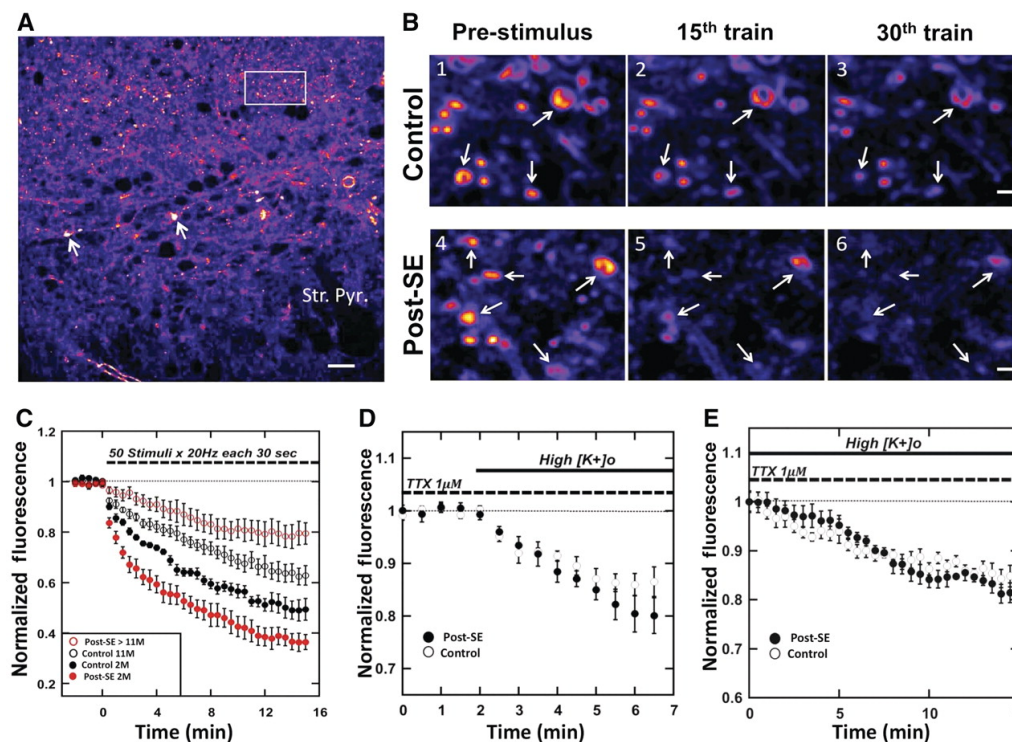 A
Str. Pyr.
B
Pre-stimulus
15th train
30th train
Control
1
2
3
Post-SE
4
5
6
C
Normalized fluorescence
1.2
1
0.8
0.6
0.4
0.2
50 Stimuli x 20Hz each 30 sec
Post-SE > 11M
Control 11M
Control 2M
Post-SE 2M
0
4
8
12
16
Time (min)
D
Normalized fluorescence
1.1
1
0.9
0.8
0.7
High [K+]o
TTX 1µM
Post-SE
Control
0
1
2
3
4
5
6
7
Time (min)
E
Normalized fluorescence
1.1
1
0.9
0.8
0.7
0.6
High [K+]o
TTX 1µM
Post-SE
Control
0
5
10
Time (min)